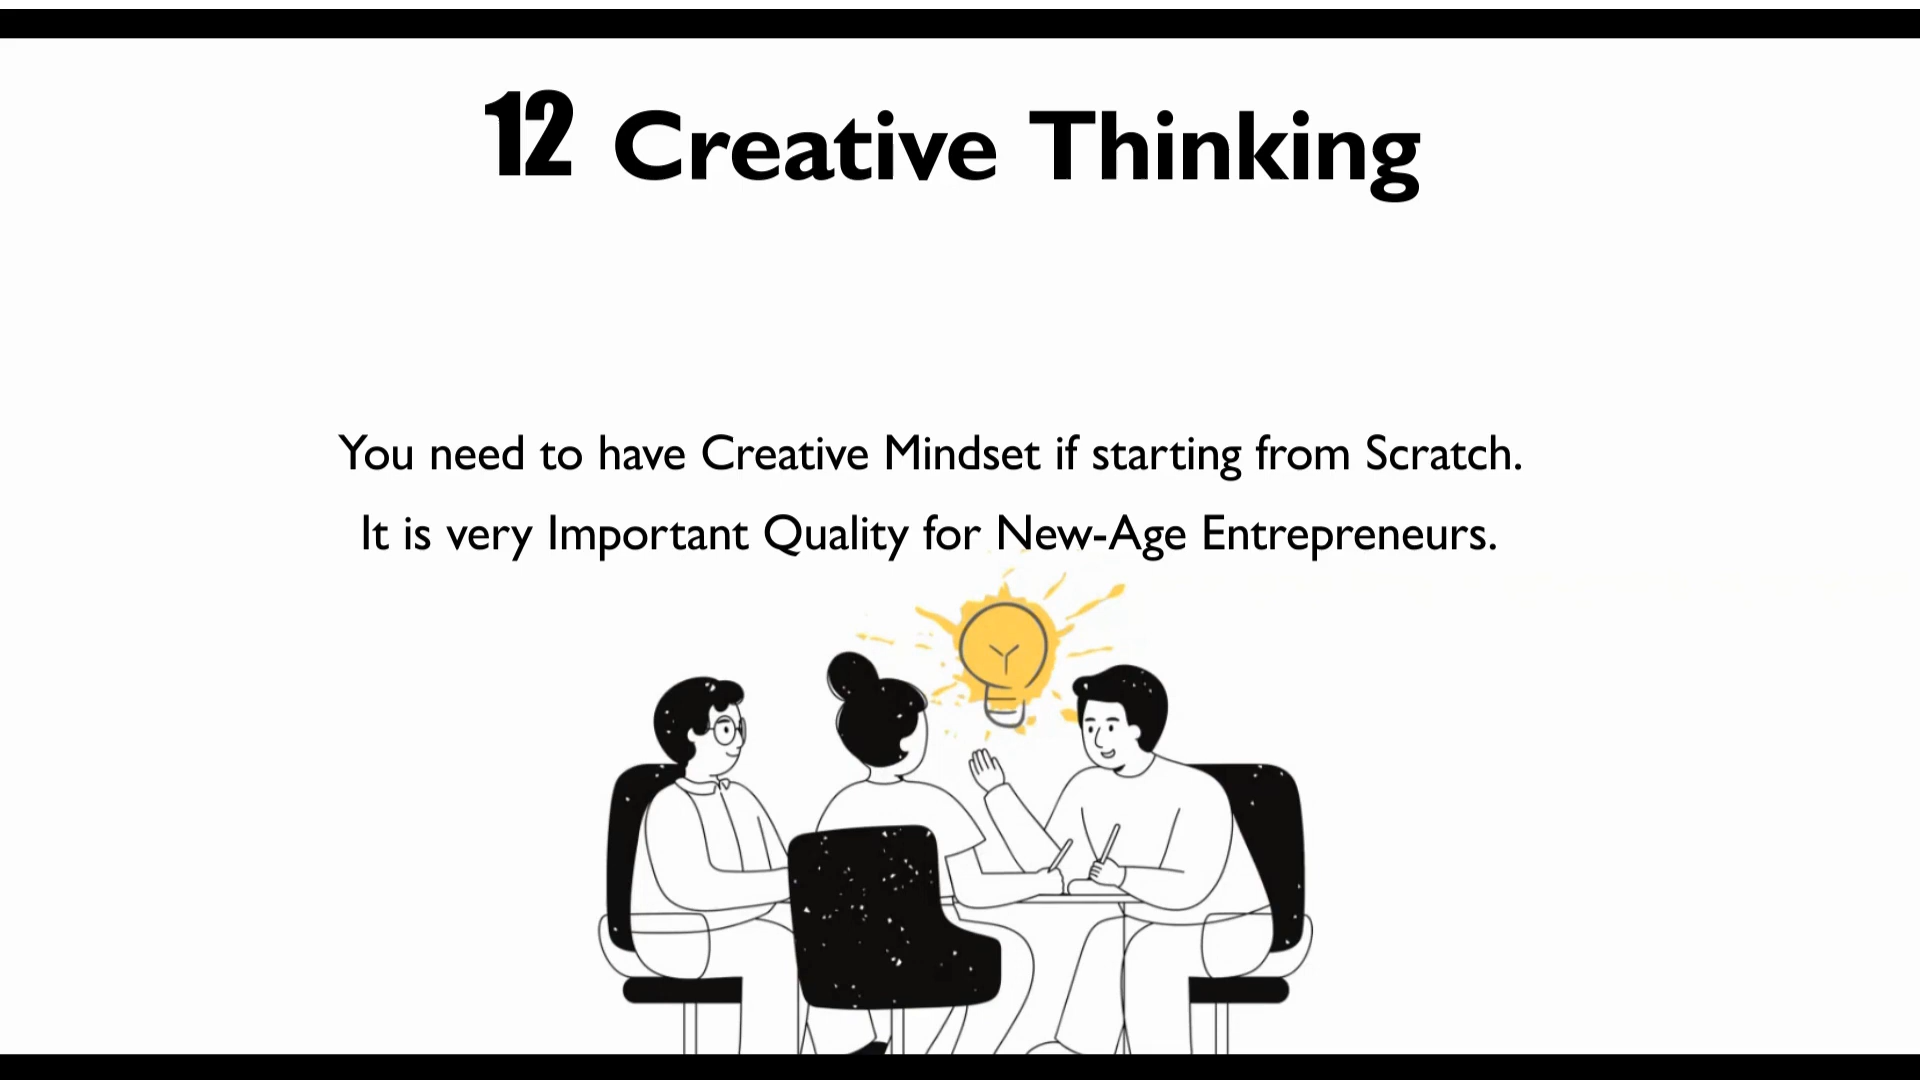 12 Creative Thinking
You need to have Creative Mindset if starting from Scratch.
It is very Important Quality for New-Age Entrepreneurs.